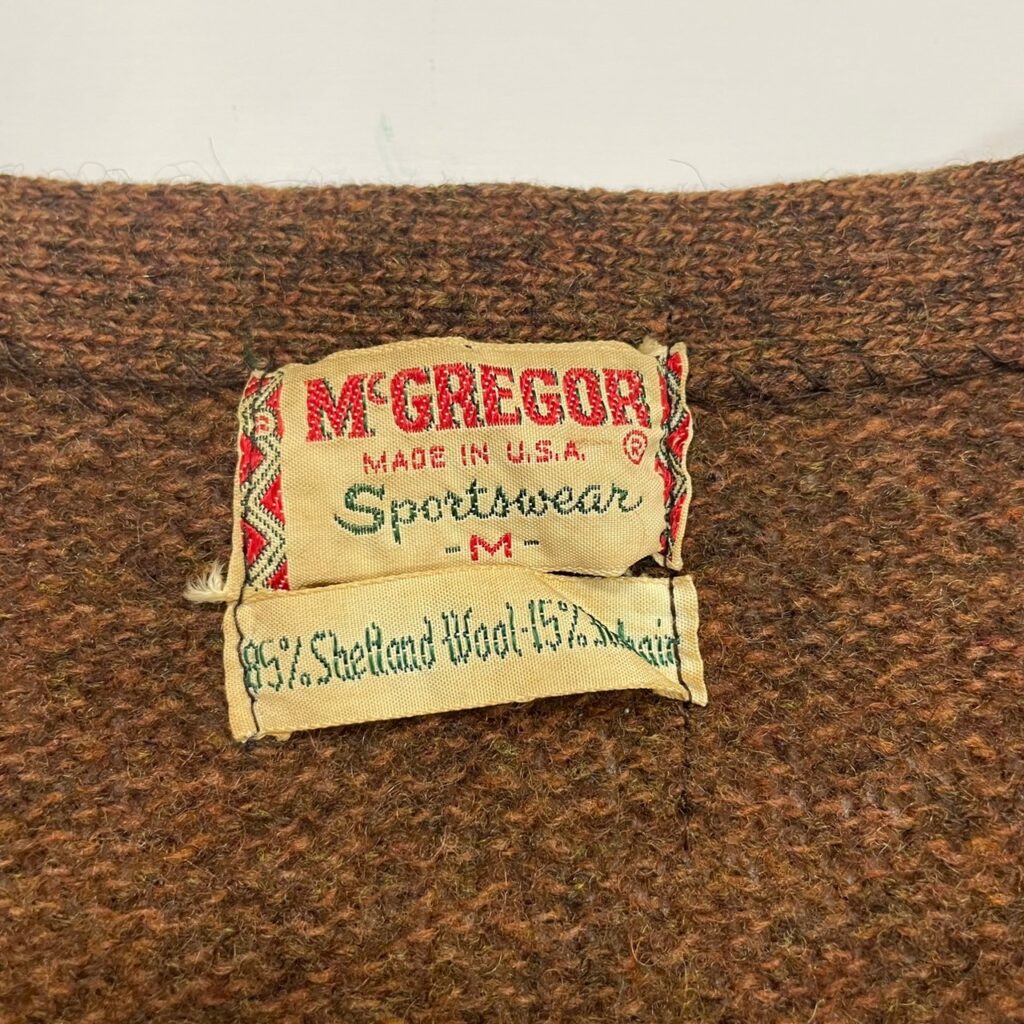 McGREGOR
MADE IN U.S.A. ®
Sportswear
-M-
85% Shetland Wool-15%